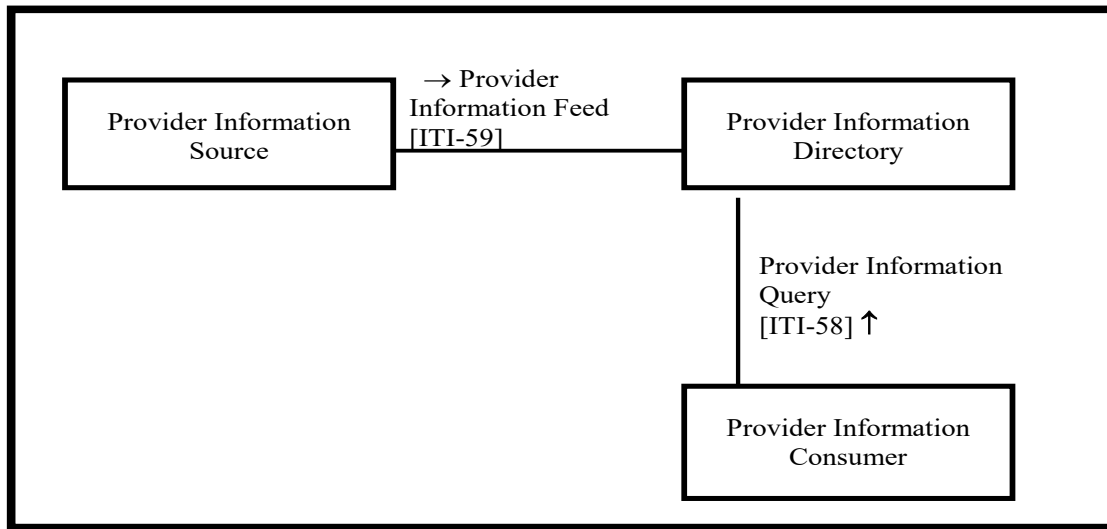 Provider Information
Source
→ Provider
Information Feed
[ITI-59]
Provider Information
Directory
Provider Information
Query
[ITI-58] ↑
Provider Information
Consumer